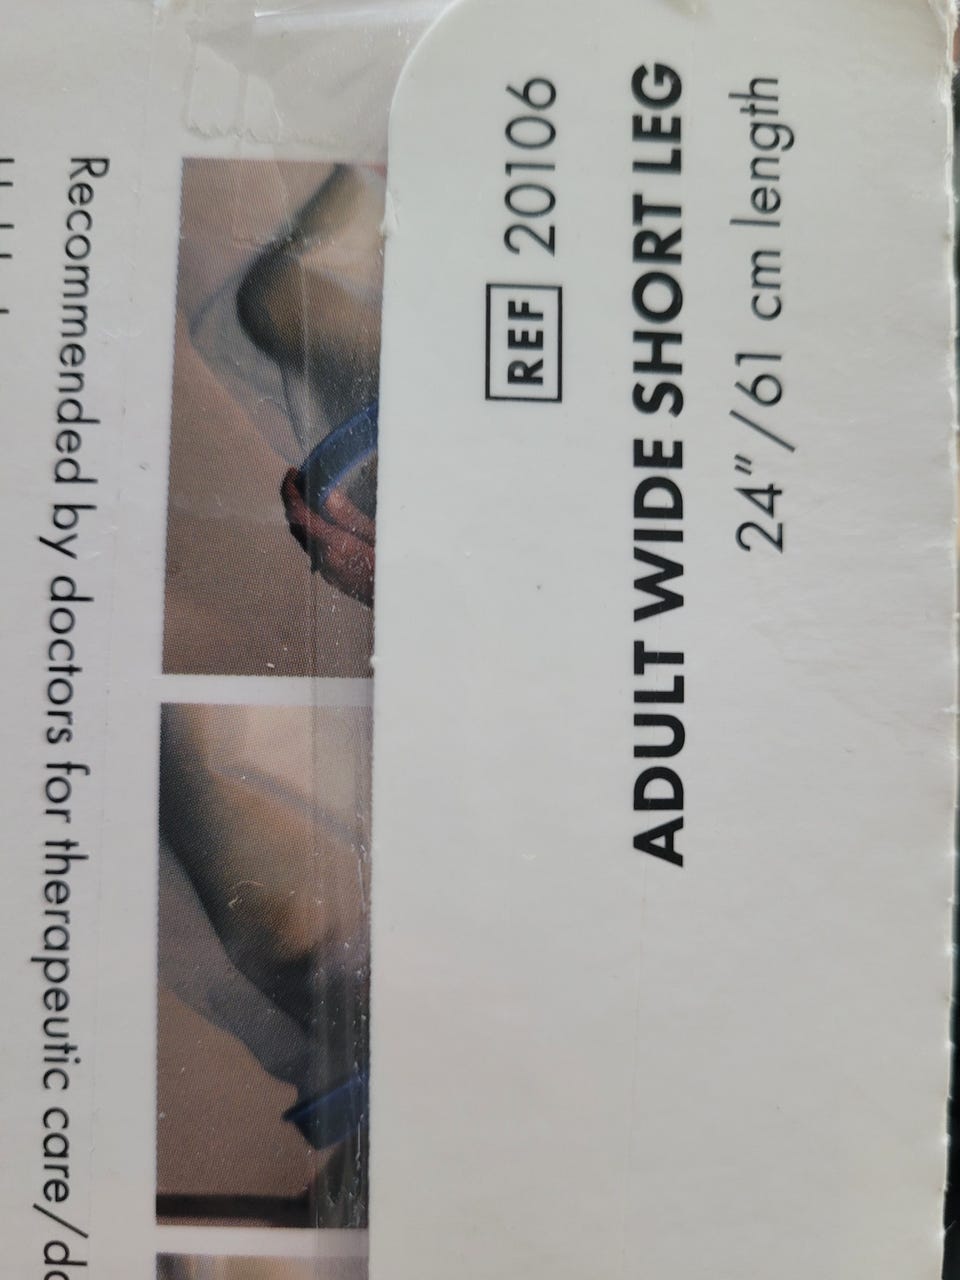 REF 20106
ADULT WIDE SHORT LEG
24"/61 cm length
Recommended by doctors for therapeutic care/